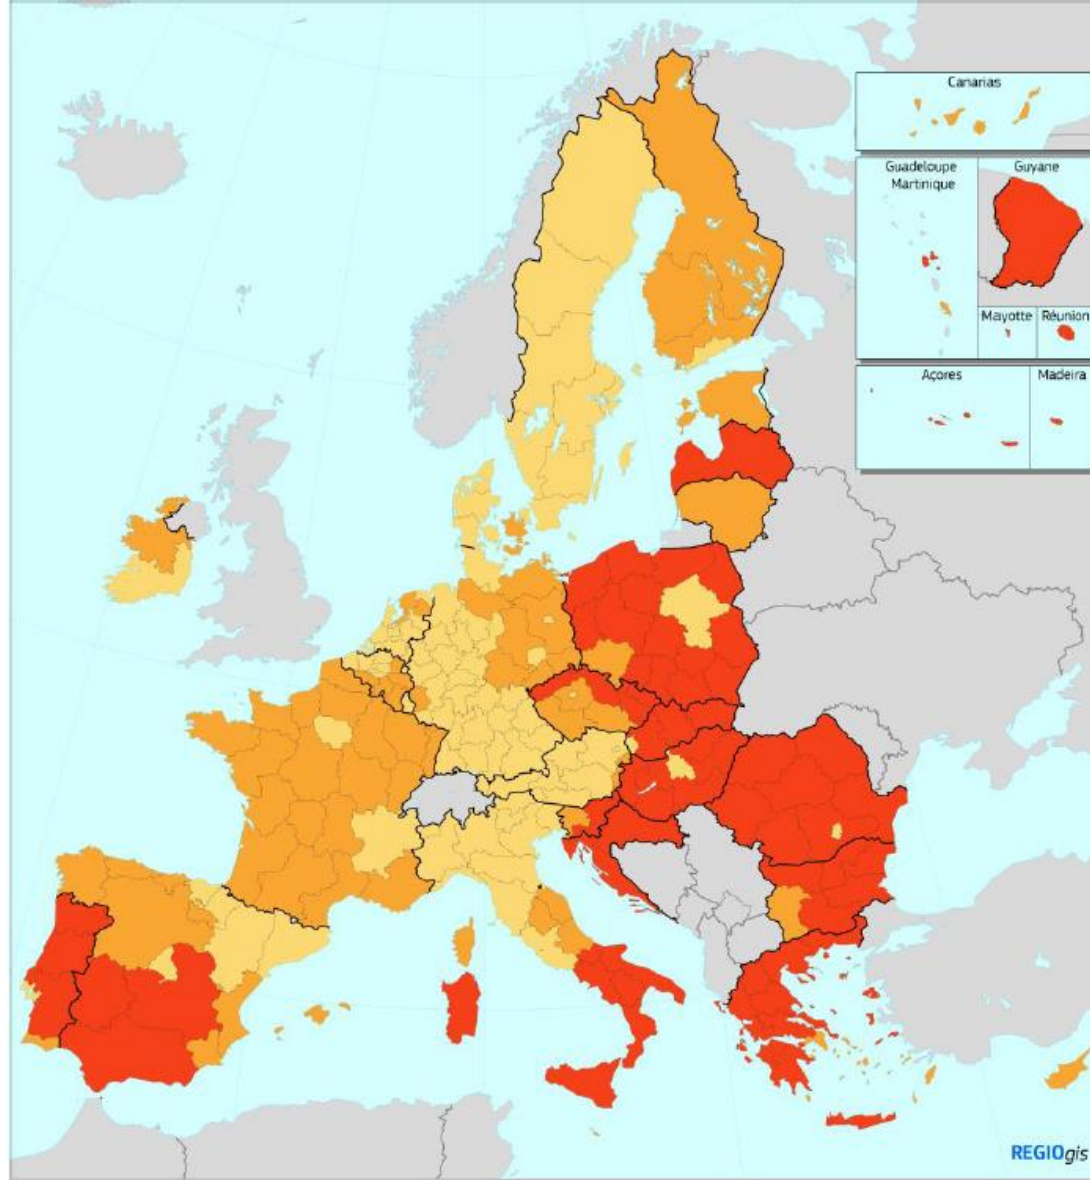 Canarias
Guadeloupe
Martinique
Guyane
Mayotte
Réunion
Açores
Madeira
REGIOgis